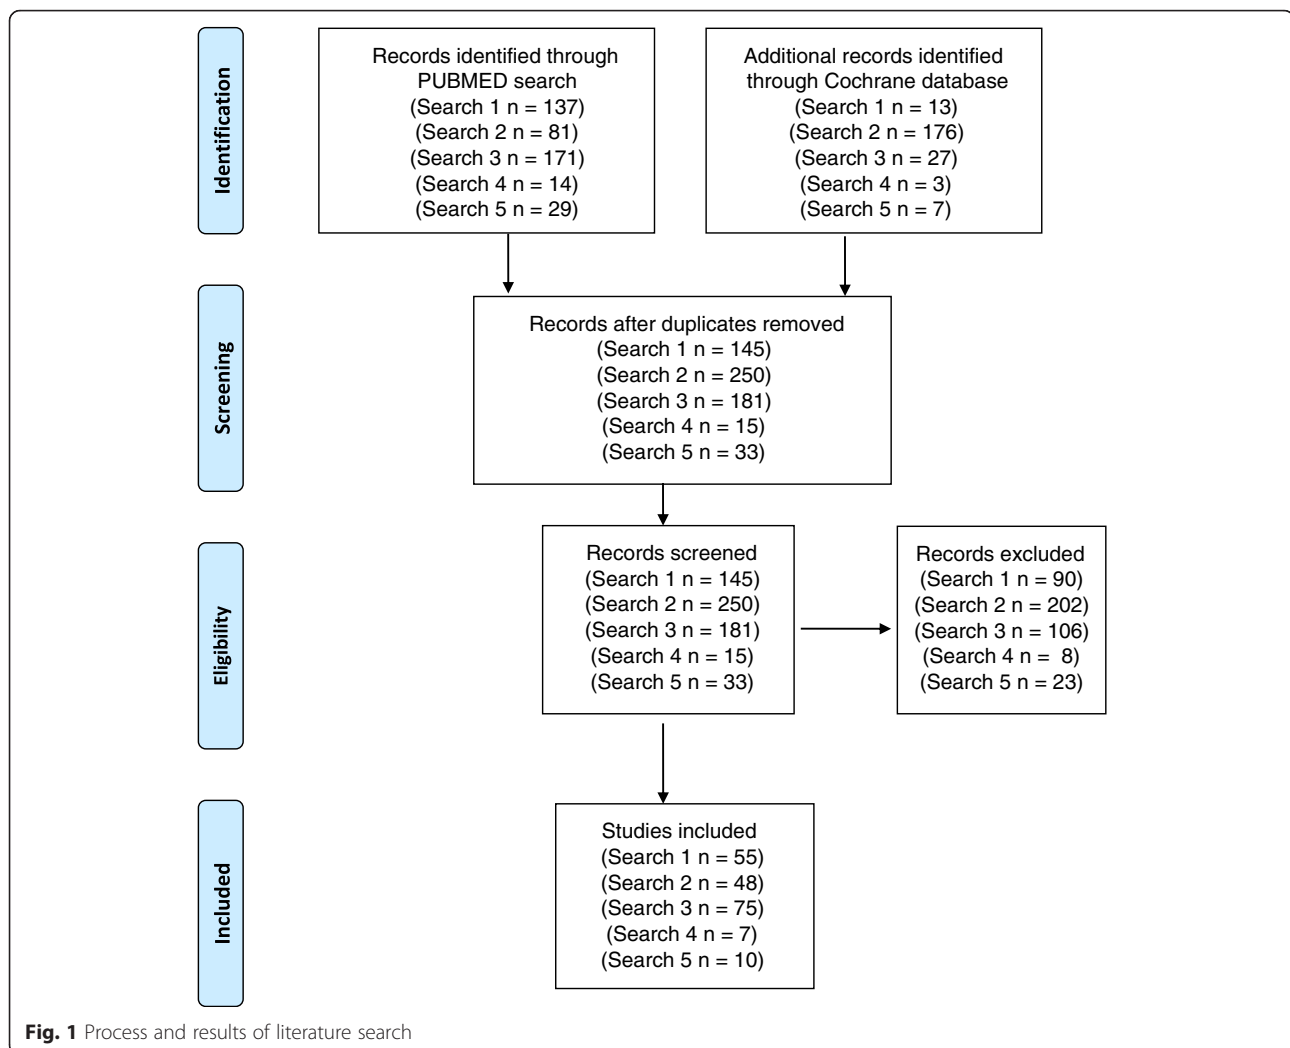 Identification
Records identified through
PUBMED search
(Search 1 n = 137)
(Search 2 n = 81)
(Search 3 n = 171)
(Search 4 n = 14)
(Search 5 n = 29)
Additional records identified
through Cochrane database
(Search 1 n = 13)
(Search 2 n = 176)
(Search 3 n = 27)
(Search 4 n = 3)
(Search 5 n = 7)
Screening
Records after duplicates removed
(Search 1 n = 145)
(Search 2 n = 250)
(Search 3 n = 181)
(Search 4 n = 15)
(Search 5 n = 33)
Eligibility
Records screened
(Search 1 n = 145)
(Search 2 n = 250)
(Search 3 n = 181)
(Search 4 n = 15)
(Search 5 n = 33)
Records excluded
(Search 1 n = 90)
(Search 2 n = 202)
(Search 3 n = 106)
(Search 4 n =  8)
(Search 5 n = 23)
Included
Studies included
(Search 1 n = 55)
(Search 2 n = 48)
(Search 3 n = 75)
(Search 4 n = 7)
(Search 5 n = 10)
Fig. 1 Process and results of literature search